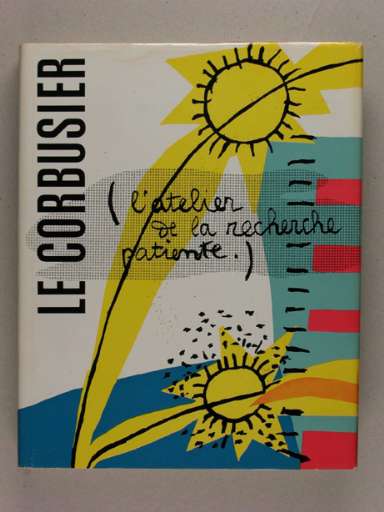 LE CORBUSIER
(l'atelier
de la recherche
patiente.)